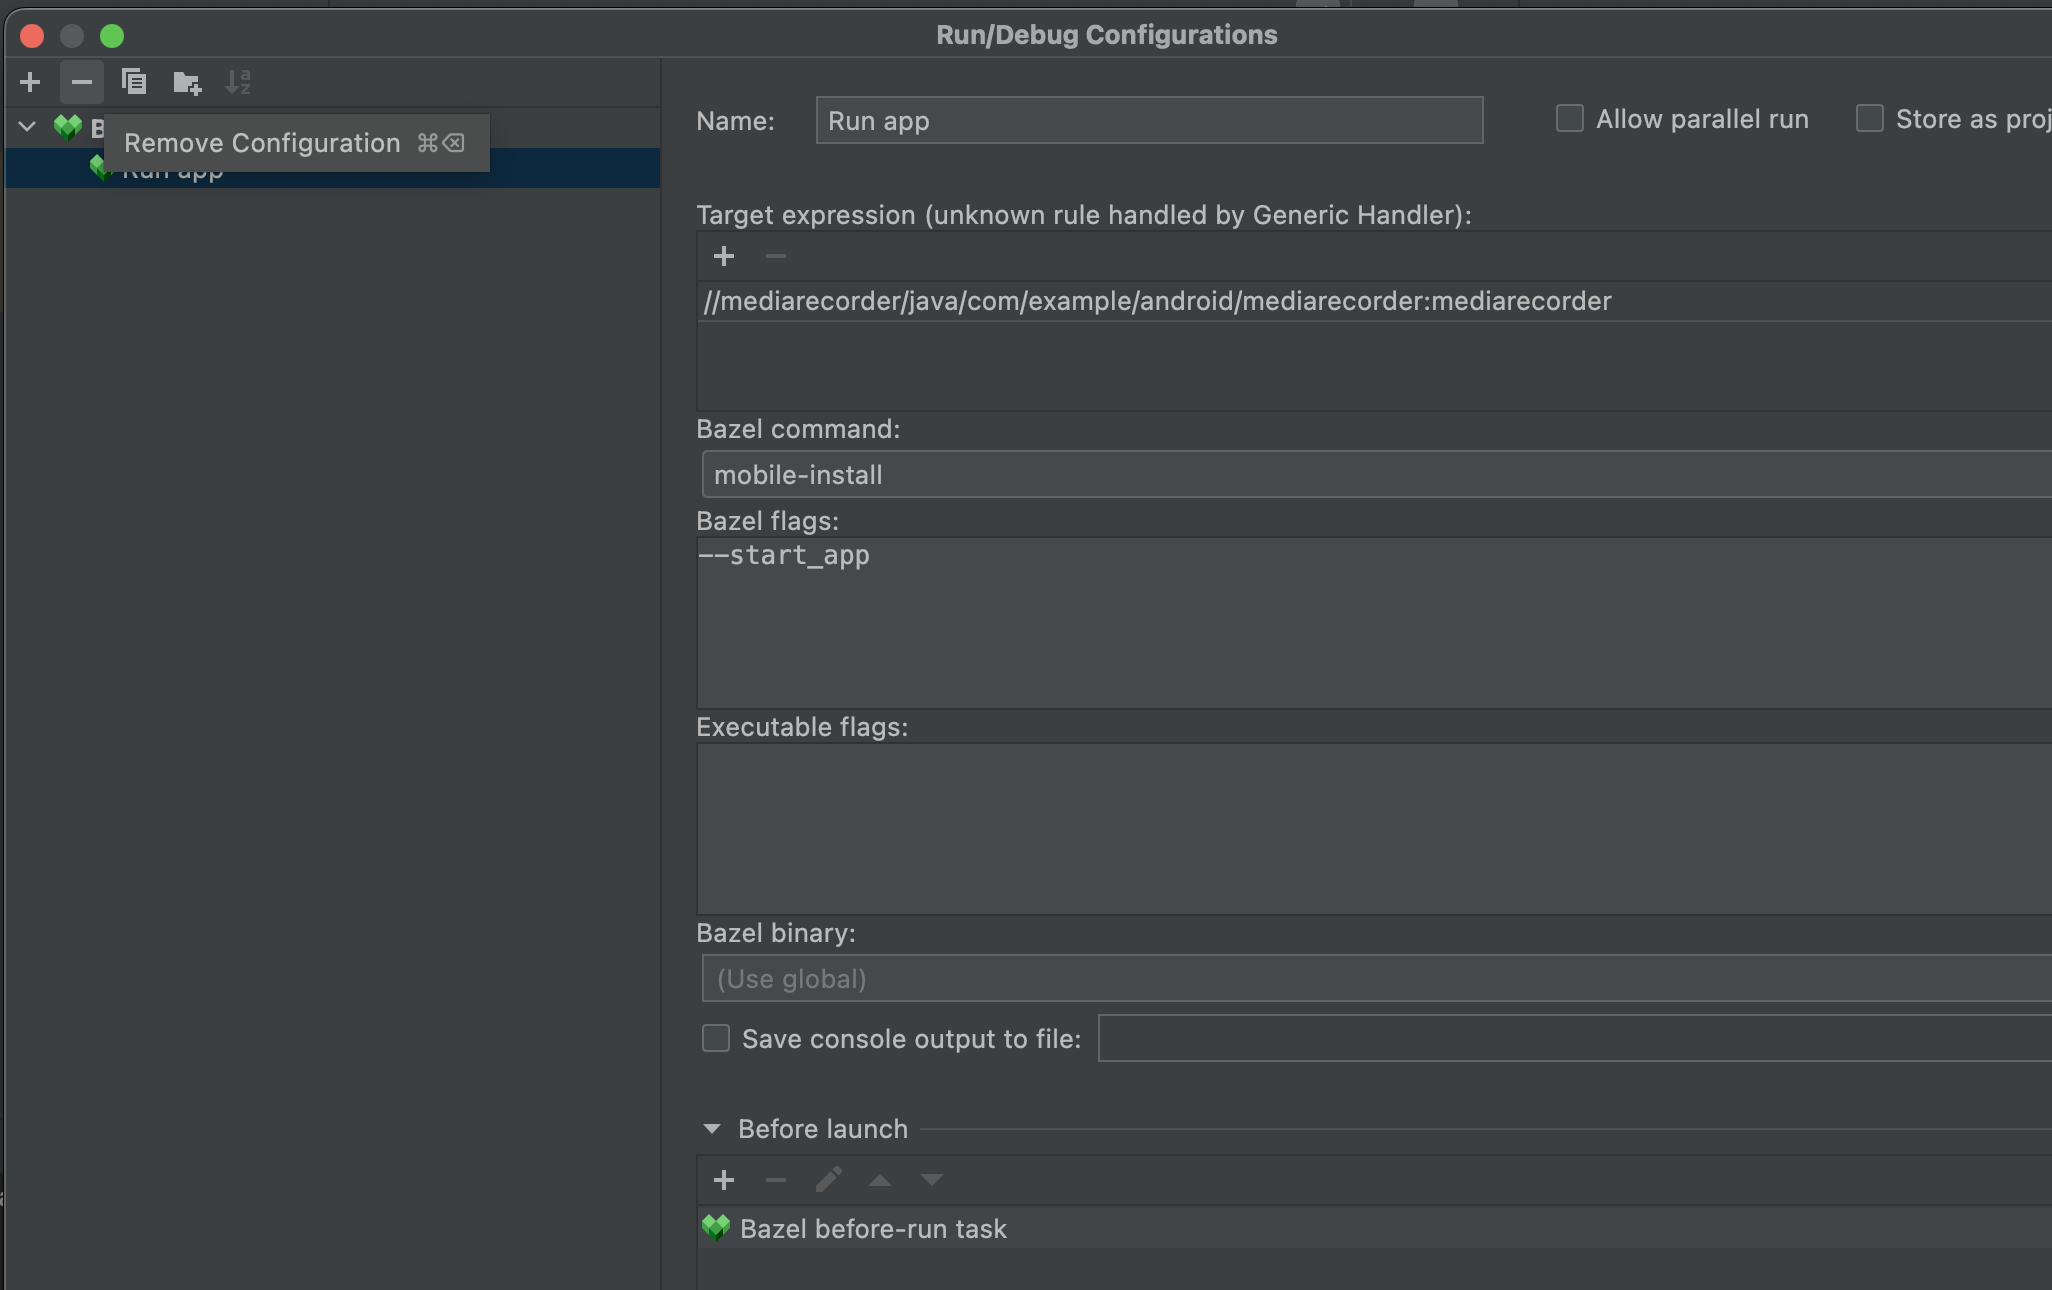 Run/Debug Configurations
Remove Configuration ⌘⌫
Run app
Name:
Run app
Allow parallel run
Store as proj
Target expression (unknown rule handled by Generic Handler):
//mediarecorder/java/com/example/android/mediarecorder:mediarecorder
Bazel command:
mobile-install
Bazel flags:
--start_app
Executable flags:
Bazel binary:
(Use global)
Save console output to file:
Before launch
Bazel before-run task